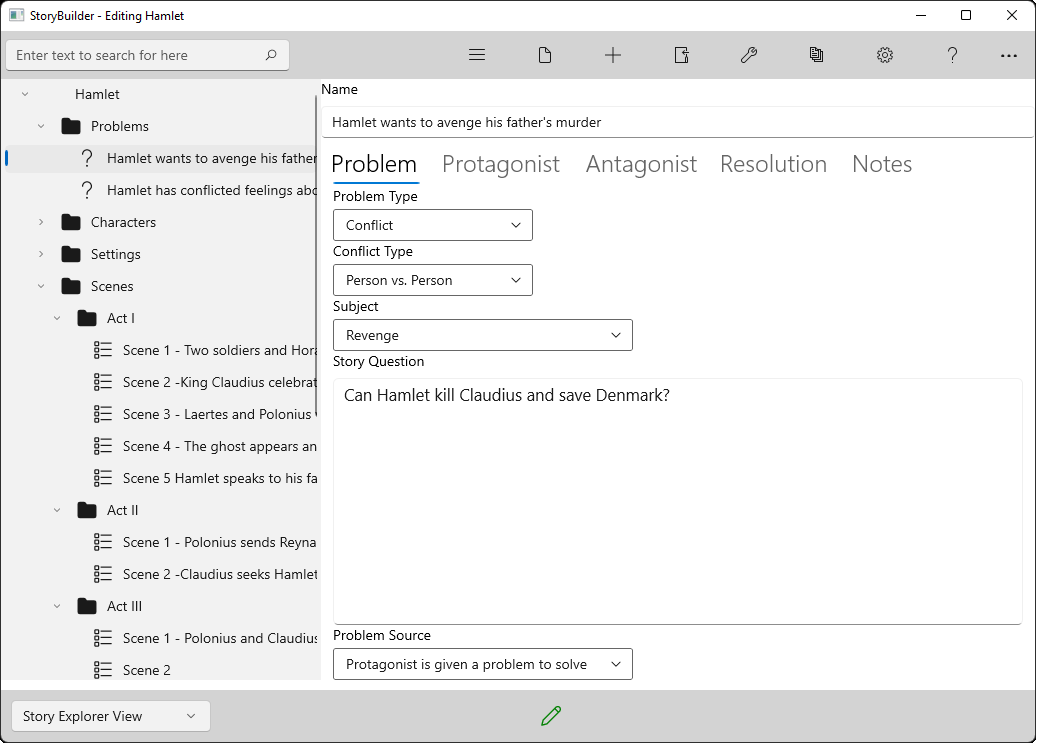 StoryBuilder - Editing Hamlet
Enter text to search for here
Hamlet
Problems
Hamlet wants to avenge his father
Hamlet has conflicted feelings abo
Characters
Settings
Scenes
Act I
Scene 1 - Two soldiers and Hora
Scene 2 -King Claudius celebrat
Scene 3 - Laertes and Polonius
Scene 4 - The ghost appears an
Scene 5 Hamlet speaks to his fa
Act II
Scene 1 - Polonius sends Reyna
Scene 2 -Claudius seeks Hamlet
Act III
Scene 1 - Polonius and Claudius
Scene 2
Name
Hamlet wants to avenge his father's murder
Problem Protagonist Antagonist Resolution Notes
Problem Type
Conflict
Conflict Type
Person vs. Person
Subject
Revenge
Story Question
Can Hamlet kill Claudius and save Denmark?
Problem Source
Protagonist is given a problem to solve
Story Explorer View